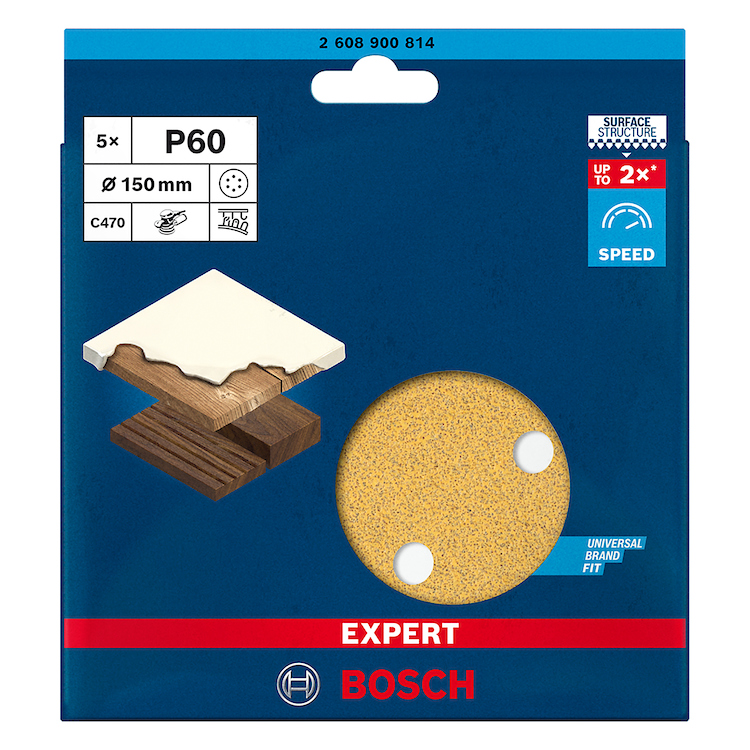 2 608 900 814
5× P60
Ø 150 mm
C470
SURFACE
STRUCTURE
UP TO 2×*
SPEED
UNIVERSAL
BRAND
FIT
EXPERT
BOSCH